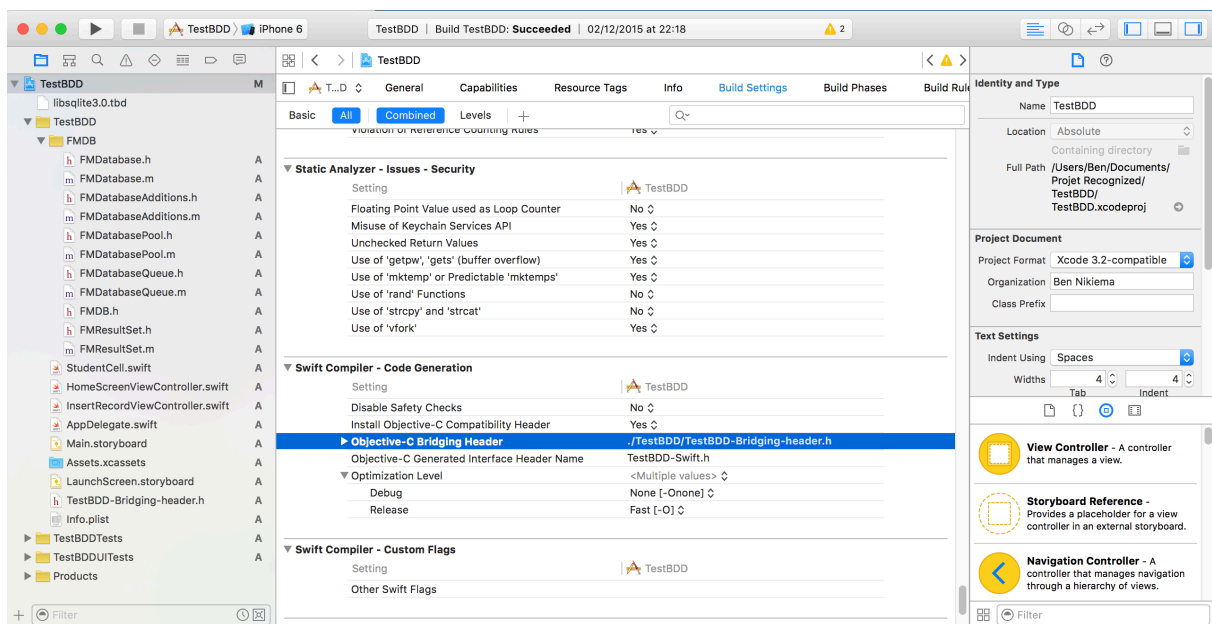 TestBDD iPhone 6
TestBDD | Build TestBDD: Succeeded | 02/12/2015 at 22:18
2
TestBDD M
libsqlite3.0.tbd
TestBDD
FMDB
h FMDatabase.h A
m FMDatabase.m A
h FMDatabaseAdditions.h A
m FMDatabaseAdditions.m A
h FMDatabasePool.h A
m FMDatabasePool.m A
h FMDatabaseQueue.h A
m FMDatabaseQueue.m A
h FMDB.h A
h FMResultSet.h A
m FMResultSet.m A
StudentCell.swift A
HomeScreenViewController.swift A
InsertRecordViewController.swift A
AppDelegate.swift A
Main.storyboard A
Assets.xcassets A
LaunchScreen.storyboard A
h TestBDD-Bridging-header.h A
Info.plist A
TestBDDTests A
TestBDDUITests A
Products
Filter
TestBDD
T...D General Capabilities Resource Tags Info Build Settings Build Phases Build Rule
Basic All Combined Levels +
Violation of Reference Counting Rules Yes
Static Analyzer - Issues - Security
Setting TestBDD
Floating Point Value used as Loop Counter No
Misuse of Keychain Services API Yes
Unchecked Return Values Yes
Use of 'getpw', 'gets' (buffer overflow) Yes
Use of 'mktemp' or Predictable 'mktemps' Yes
Use of 'rand' Functions No
Use of 'strcpy' and 'strcat' No
Use of 'vfork' Yes
Swift Compiler - Code Generation
Setting TestBDD
Disable Safety Checks No
Install Objective-C Compatibility Header Yes
Objective-C Bridging Header ./TestBDD/TestBDD-Bridging-header.h
Objective-C Generated Interface Header Name TestBDD-Swift.h
Optimization Level <Multiple values>
Debug None [-Onone]
Release Fast [-O]
Swift Compiler - Custom Flags
Setting TestBDD
Other Swift Flags
Identity and Type
Name TestBDD
Location Absolute
Containing directory
Full Path /Users/Ben/Documents/
Projet Recognized/
TestBDD/
TestBDD.xcodeproj
Project Document
Project Format Xcode 3.2-compatible
Organization Ben Nikiema
Class Prefix
Text Settings
Indent Using Spaces
Widths 4 4
Tab Indent
{}
View Controller - A controller
that manages a view.
Storyboard Reference -
Provides a placeholder for a view
controller in an external storyboard.
Navigation Controller - A
controller that manages navigation
through a hierarchy of views.
Filter